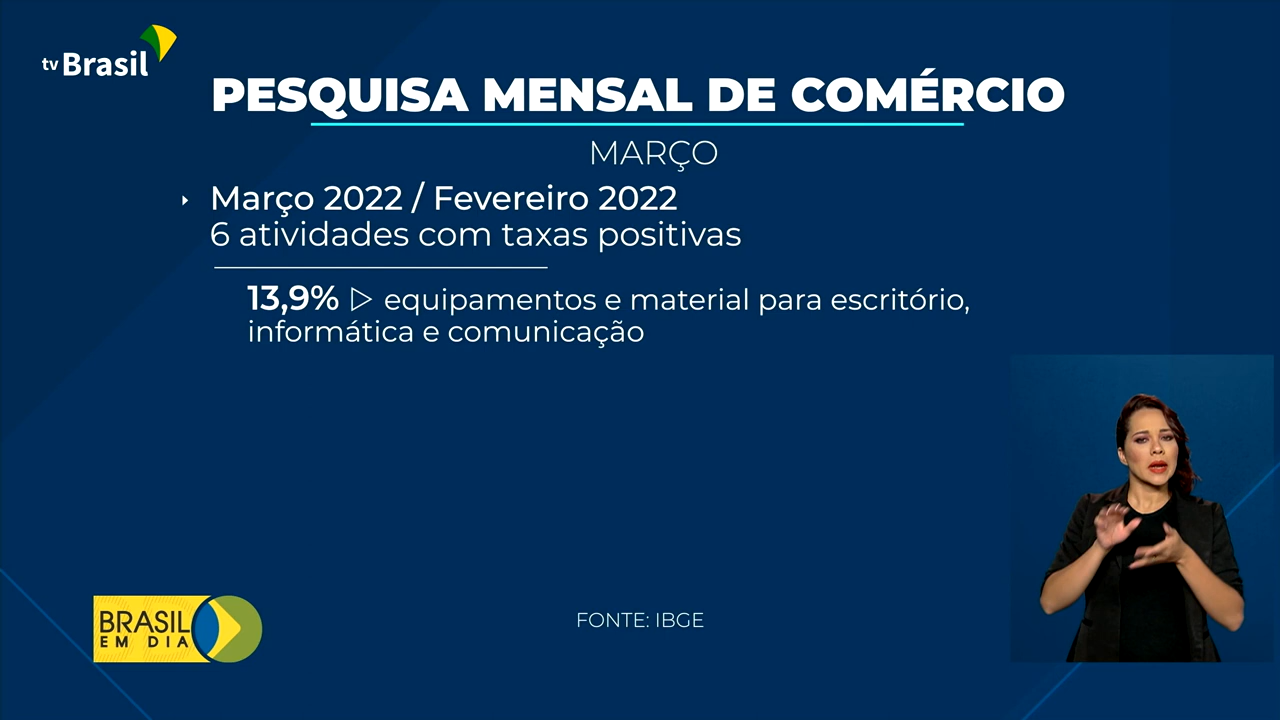 tv Brasil
PESQUISA MENSAL DE COMÉRCIO
MARÇO
Março 2022 / Fevereiro 2022
6 atividades com taxas positivas
13,9% ▷ equipamentos e material para escritório,
informática e comunicação
BRASIL
EM DIA
FONTE: IBGE